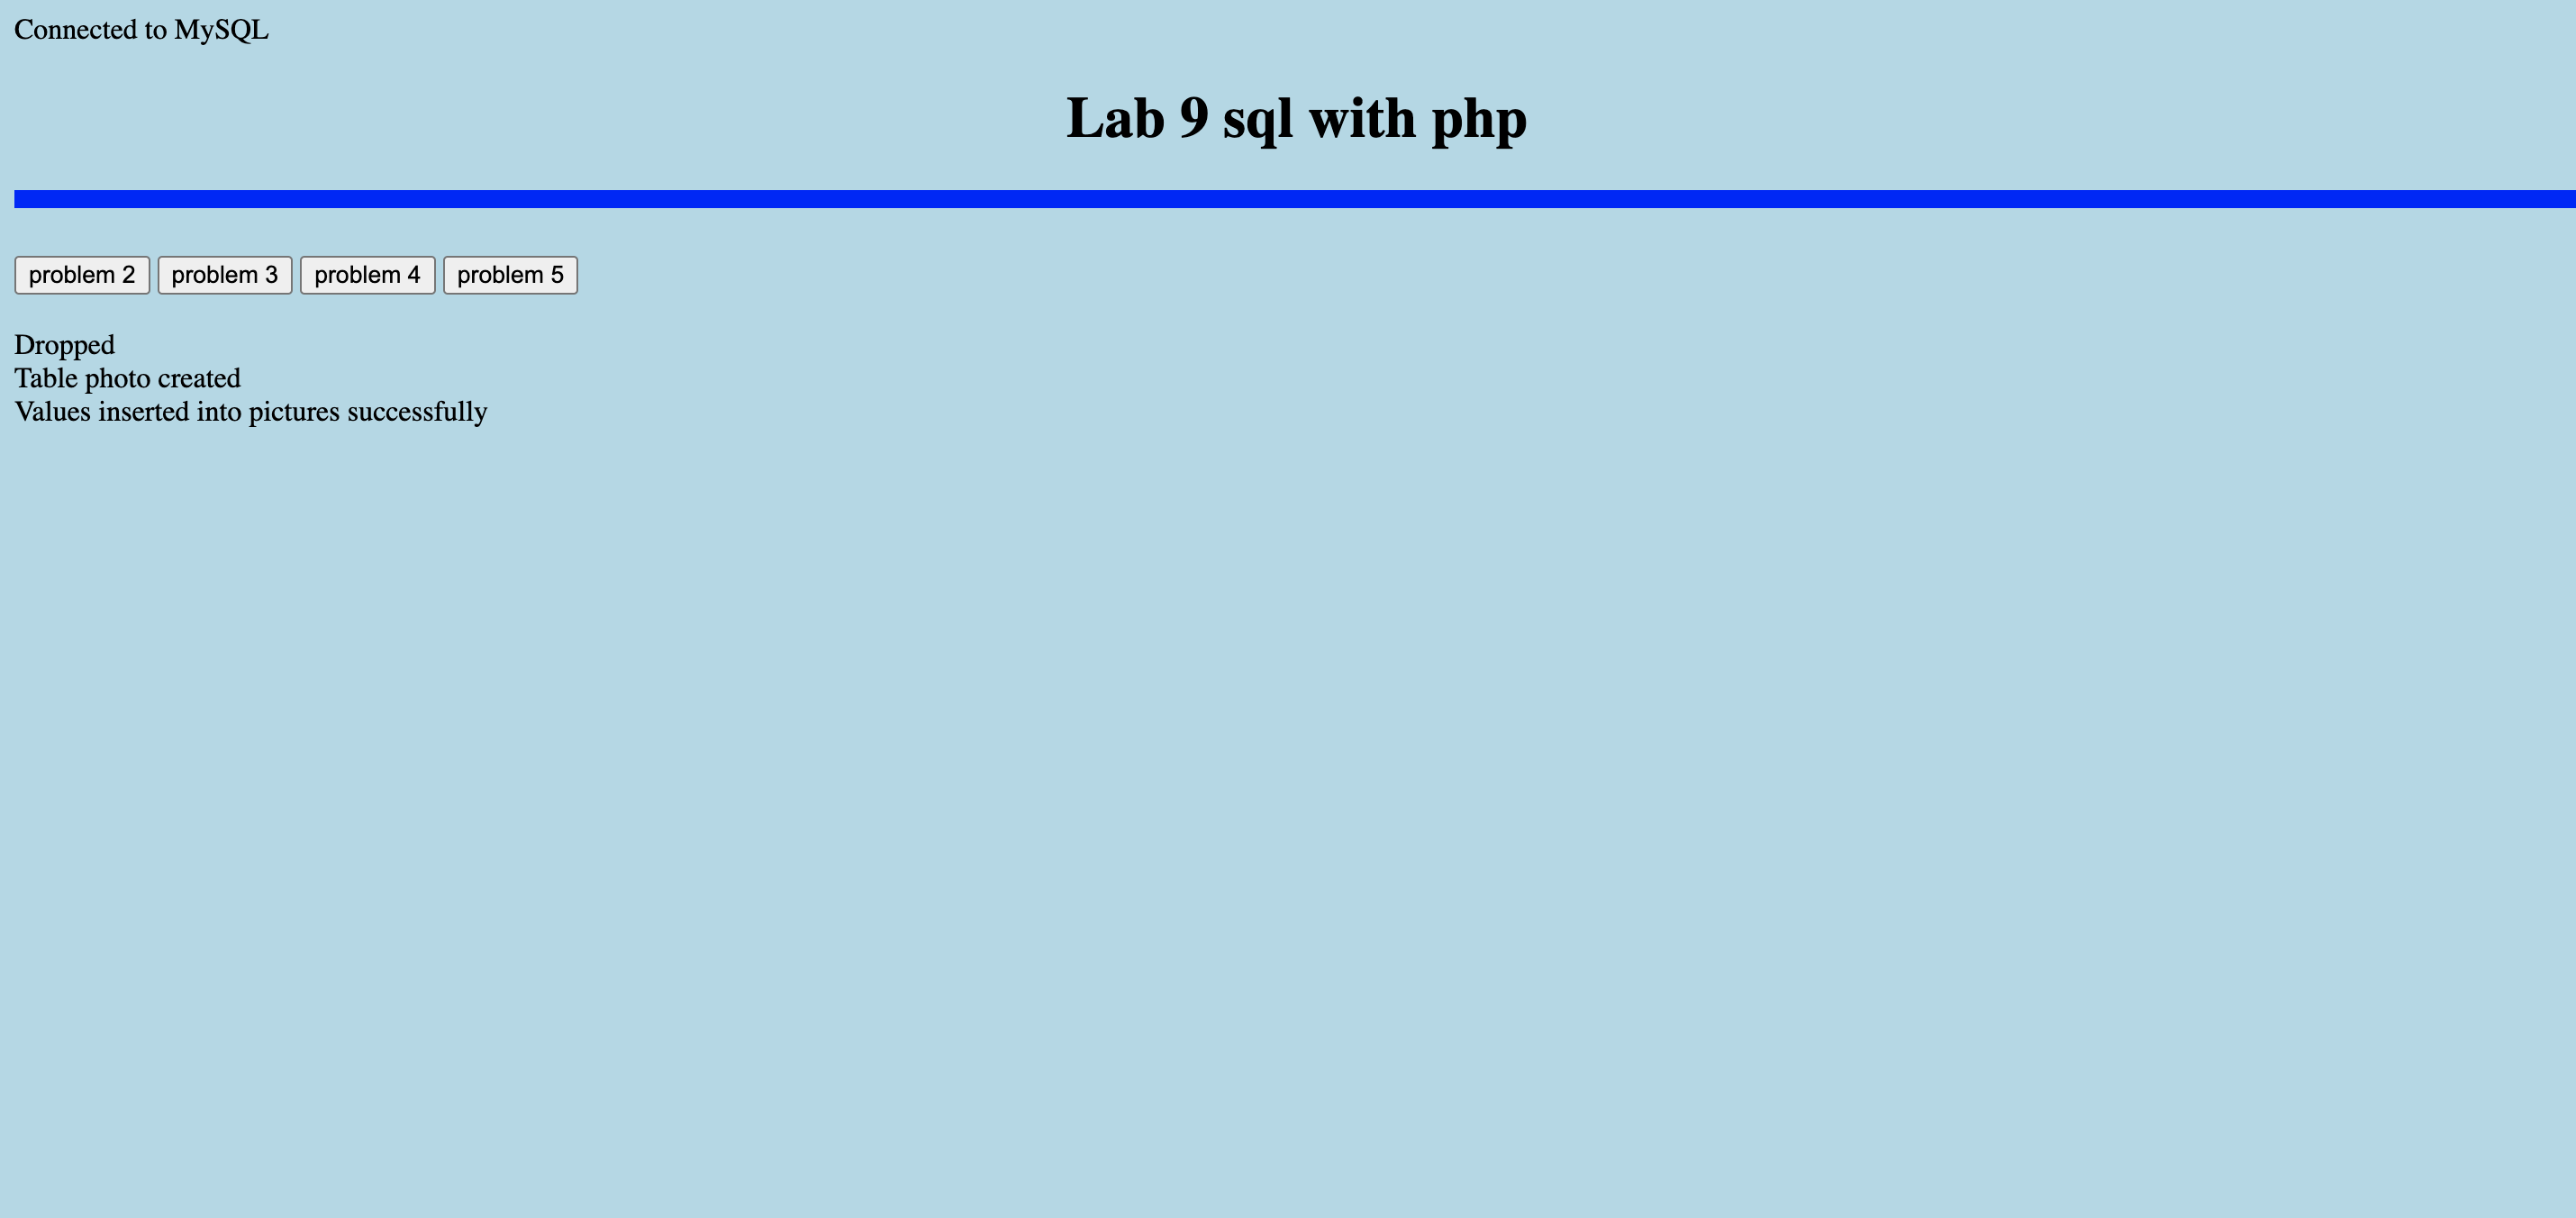 Connected to MySQL
Lab 9 sql with php
problem 2 problem 3 problem 4 problem 5
Dropped
Table photo created
Values inserted into pictures successfully